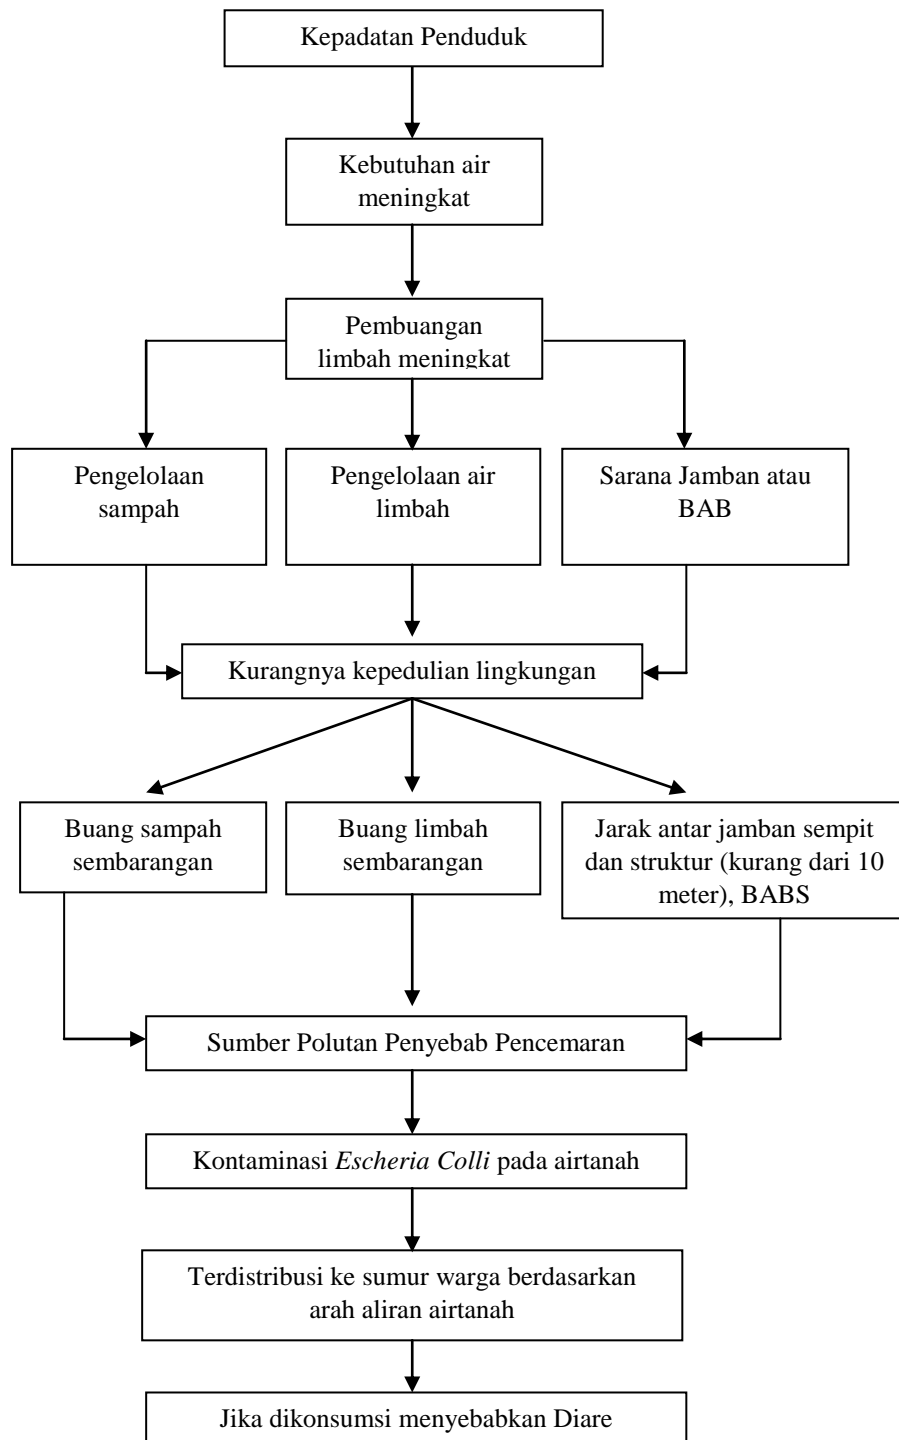 Kepadatan Penduduk
Kebutuhan air
meningkat
Pembuangan
limbah meningkat
Pengelolaan
sampah
Pengelolaan air
limbah
Sarana Jamban atau
BAB
Kurangnya kepedulian lingkungan
Buang sampah
sembarangan
Buang limbah
sembarangan
Jarak antar jamban sempit
dan struktur (kurang dari 10
meter), BABS
Sumber Polutan Penyebab Pencemaran
Kontaminasi Escheria Colli pada airtanah
Terdistribusi ke sumur warga berdasarkan
arah aliran airtanah
Jika dikonsumsi menyebabkan Diare